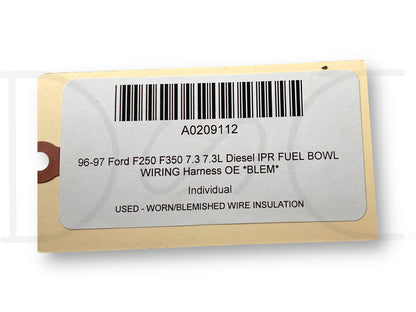 A0209112
96-97 Ford F250 F350 7.3 7.3L Diesel IPR FUEL BOWL
WIRING Harness OE *BLEM*
Individual
USED - WORN/BLEMISHED WIRE INSULATION